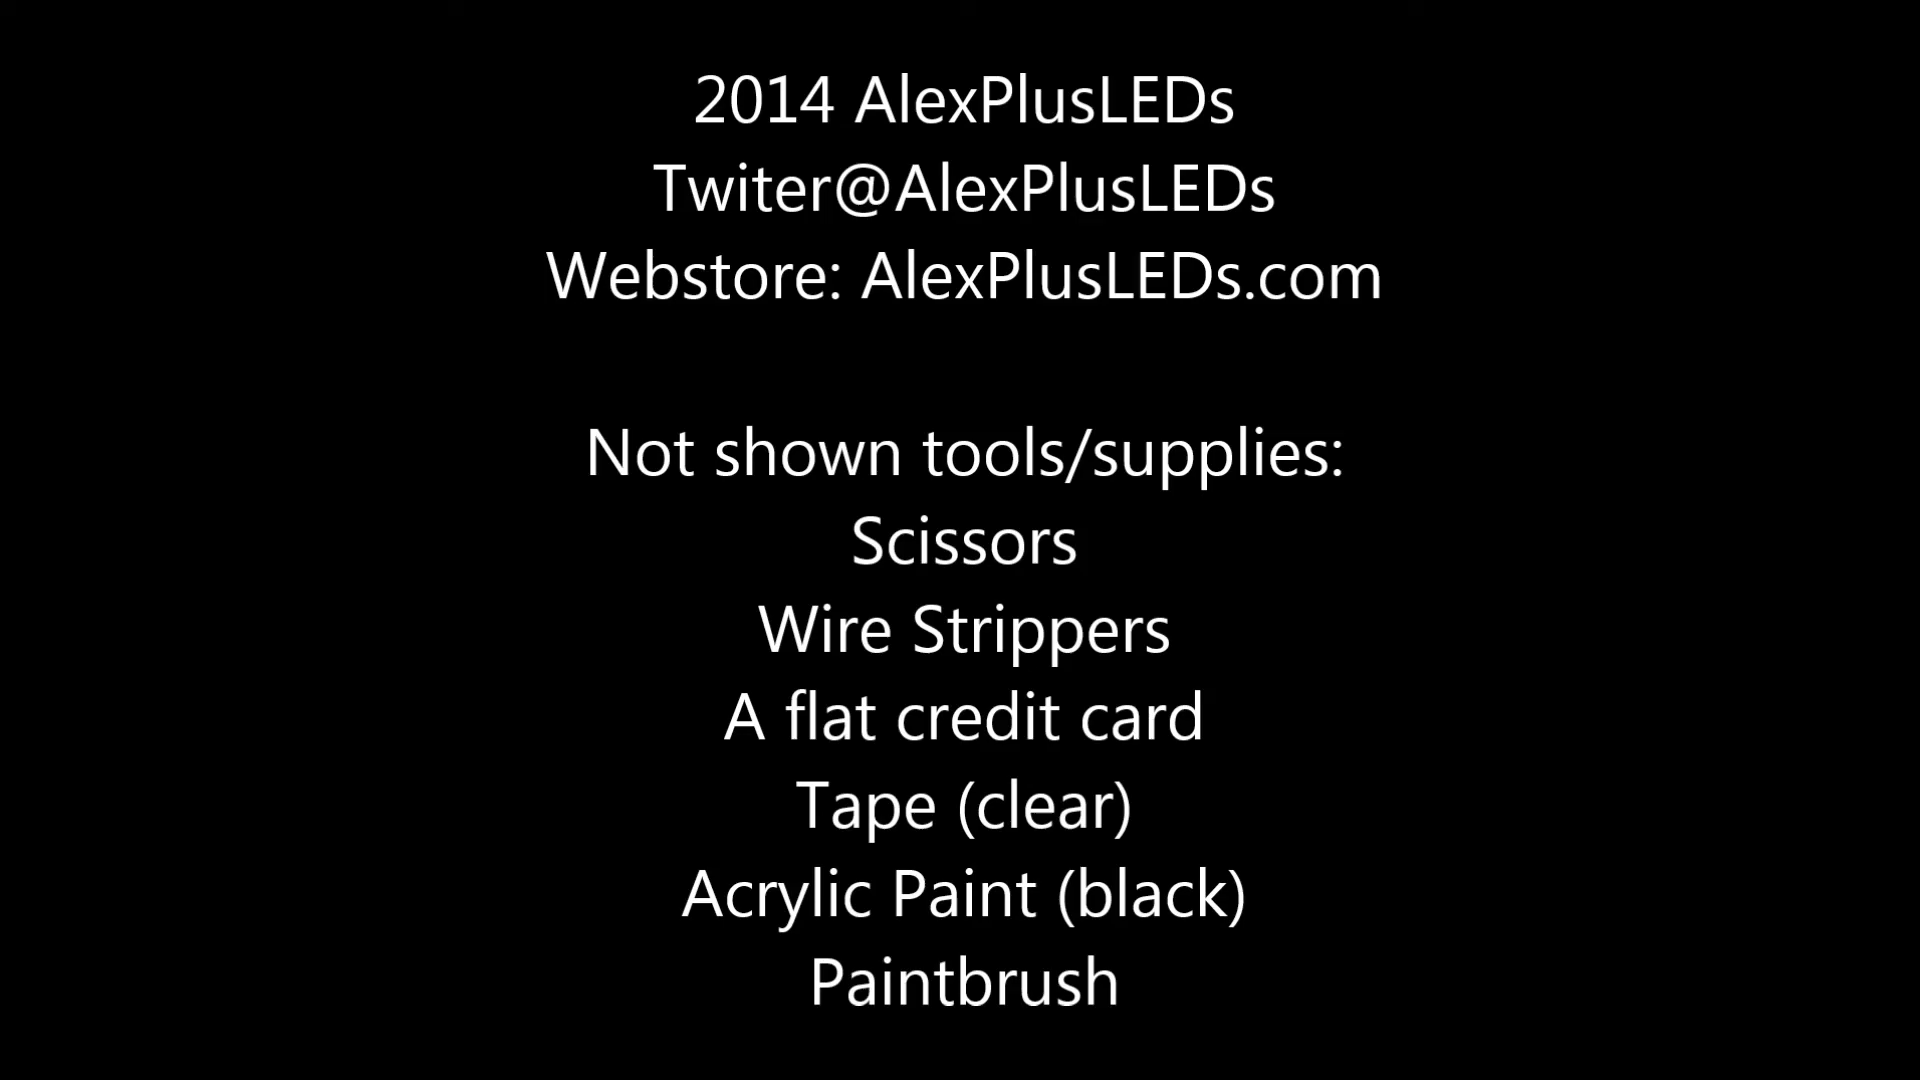 2014 AlexPlusLEDs
Twiter@AlexPlusLEDs
Webstore: AlexPlusLEDs.com
Not shown tools/supplies:
Scissors
Wire Strippers
A flat credit card
Tape (clear)
Acrylic Paint (black)
Paintbrush